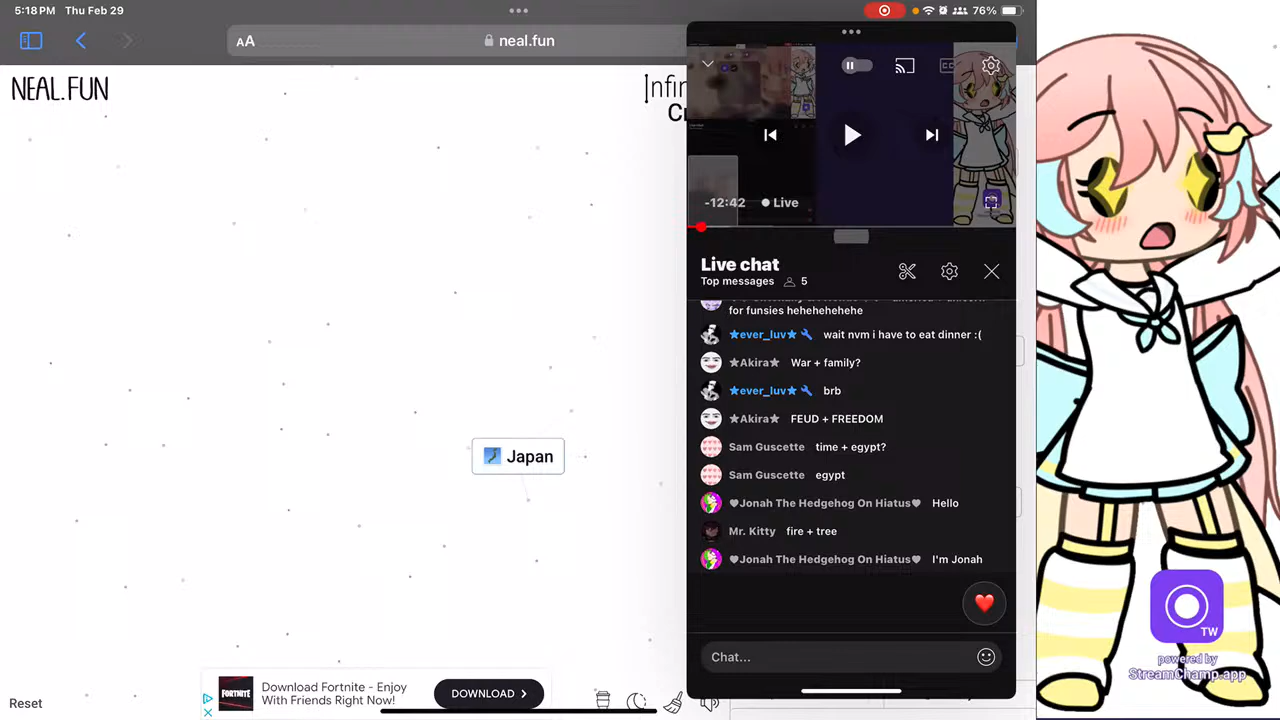 5:18 PM Thu Feb 29
76%
AA
neal.fun
NEAL.FUN
Infin
Cr
Japan
-12:42
Live
Live chat
Top messages 5
for funsies hehehehehehe
★ever_luv★ wait nvm i have to eat dinner :(
★Akira★ War + family?
★ever_luv★ brb
★Akira★ FEUD + FREEDOM
Sam Guscette time + egypt?
Sam Guscette egypt
♥Jonah The Hedgehog On Hiatus♥ Hello
Mr. Kitty fire + tree
♥Jonah The Hedgehog On Hiatus♥ I'm Jonah
Chat...
FORTNITE
Download Fortnite - Enjoy
With Friends Right Now!
DOWNLOAD
Reset
TW
powered by
StreamChamp.app